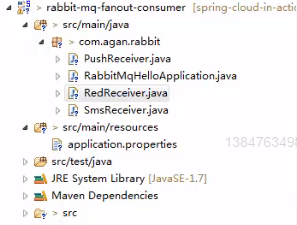 rabbit-mq-fanout-consumer [spring-cloud-in-action
src/main/java
com.agan.rabbit
PushReceiver.java
RabbitMqHelloApplication.java
RedReceiver.java
SmsReceiver.java
src/main/resources
application.properties
src/test/java
JRE System Library [JavaSE-1.7]
Maven Dependencies
src